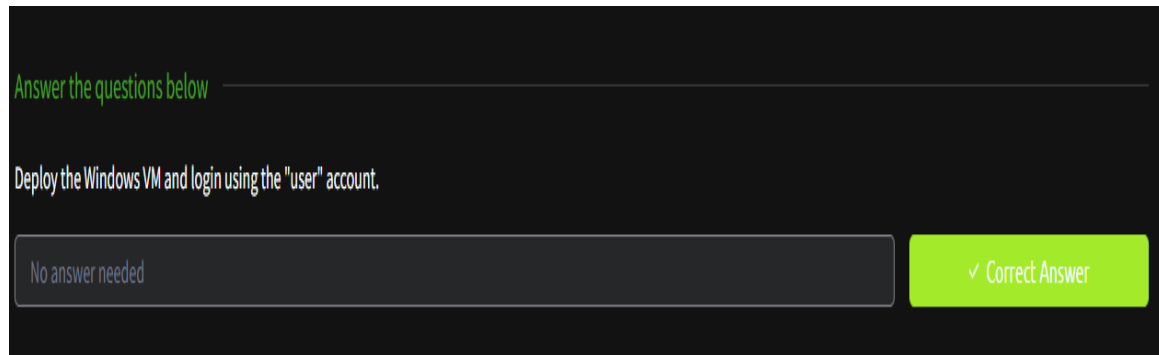 Answer the questions below
Deploy the Windows VM and login using the "user" account.
No answer needed
✓ Correct Answer